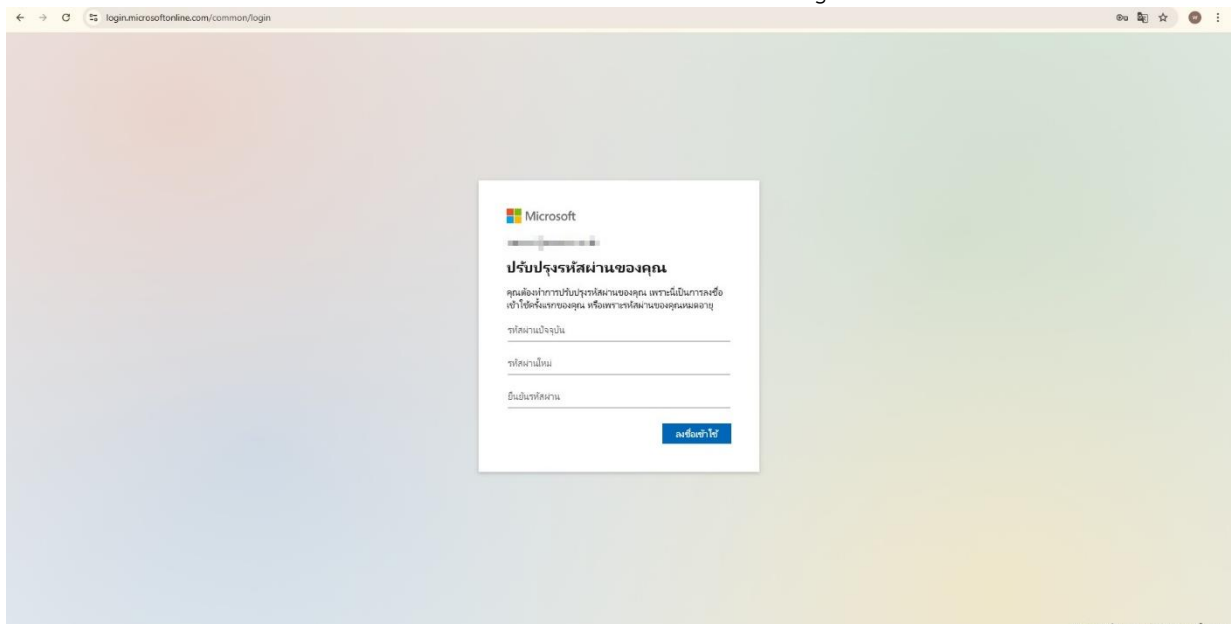 login.microsoftonline.com/common/login
Microsoft
ปรับปรุงรหัสผ่านของคุณ
คุณต้องทำการปรับปรุงรหัสผ่านของคุณ เพราะนี่เป็นการลงชื่อ
เข้าใช้ครั้งแรกของคุณ หรือเพราะรหัสผ่านของคุณหมดอายุ
รหัสผ่านปัจจุบัน
รหัสผ่านใหม่
ยืนยันรหัสผ่าน
ลงชื่อเข้าใช้